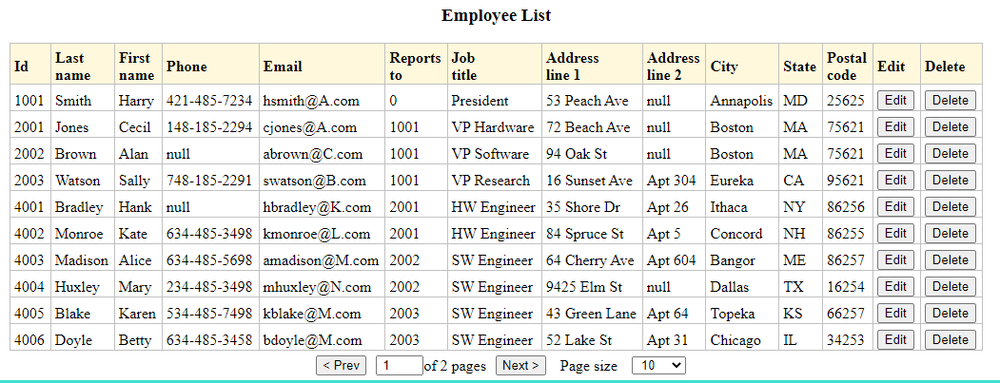 Employee List
Id Last name First name Phone Email Reports to Job title Address line 1 Address line 2 City State Postal code Edit Delete
1001 Smith Harry 421-485-7234 hsmith@A.com 0 President 53 Peach Ave null Annapolis MD 25625 Edit Delete
2001 Jones Cecil 148-185-2294 cjones@A.com 1001 VP Hardware 72 Beach Ave null Boston MA 75621 Edit Delete
2002 Brown Alan null abrown@C.com 1001 VP Software 94 Oak St null Boston MA 75621 Edit Delete
2003 Watson Sally 748-185-2291 swatson@B.com 1001 VP Research 16 Sunset Ave Apt 304 Eureka CA 95621 Edit Delete
4001 Bradley Hank null hbradley@K.com 2001 HW Engineer 35 Shore Dr Apt 26 Ithaca NY 86256 Edit Delete
4002 Monroe Kate 634-485-3498 kmonroe@L.com 2001 HW Engineer 84 Spruce St Apt 5 Concord NH 86255 Edit Delete
4003 Madison Alice 634-485-5698 amadison@M.com 2002 SW Engineer 64 Cherry Ave Apt 604 Bangor ME 86257 Edit Delete
4004 Huxley Mary 234-485-3498 mhuxley@N.com 2002 SW Engineer 9425 Elm St null Dallas TX 16254 Edit Delete
4005 Blake Karen 534-485-7498 kblake@M.com 2003 SW Engineer 43 Green Lane Apt 64 Topeka KS 66257 Edit Delete
4006 Doyle Betty 634-485-3458 bdoyle@M.com 2003 SW Engineer 52 Lake St Apt 31 Chicago IL 34253 Edit Delete
< Prev 1 of 2 pages Next > Page size 10